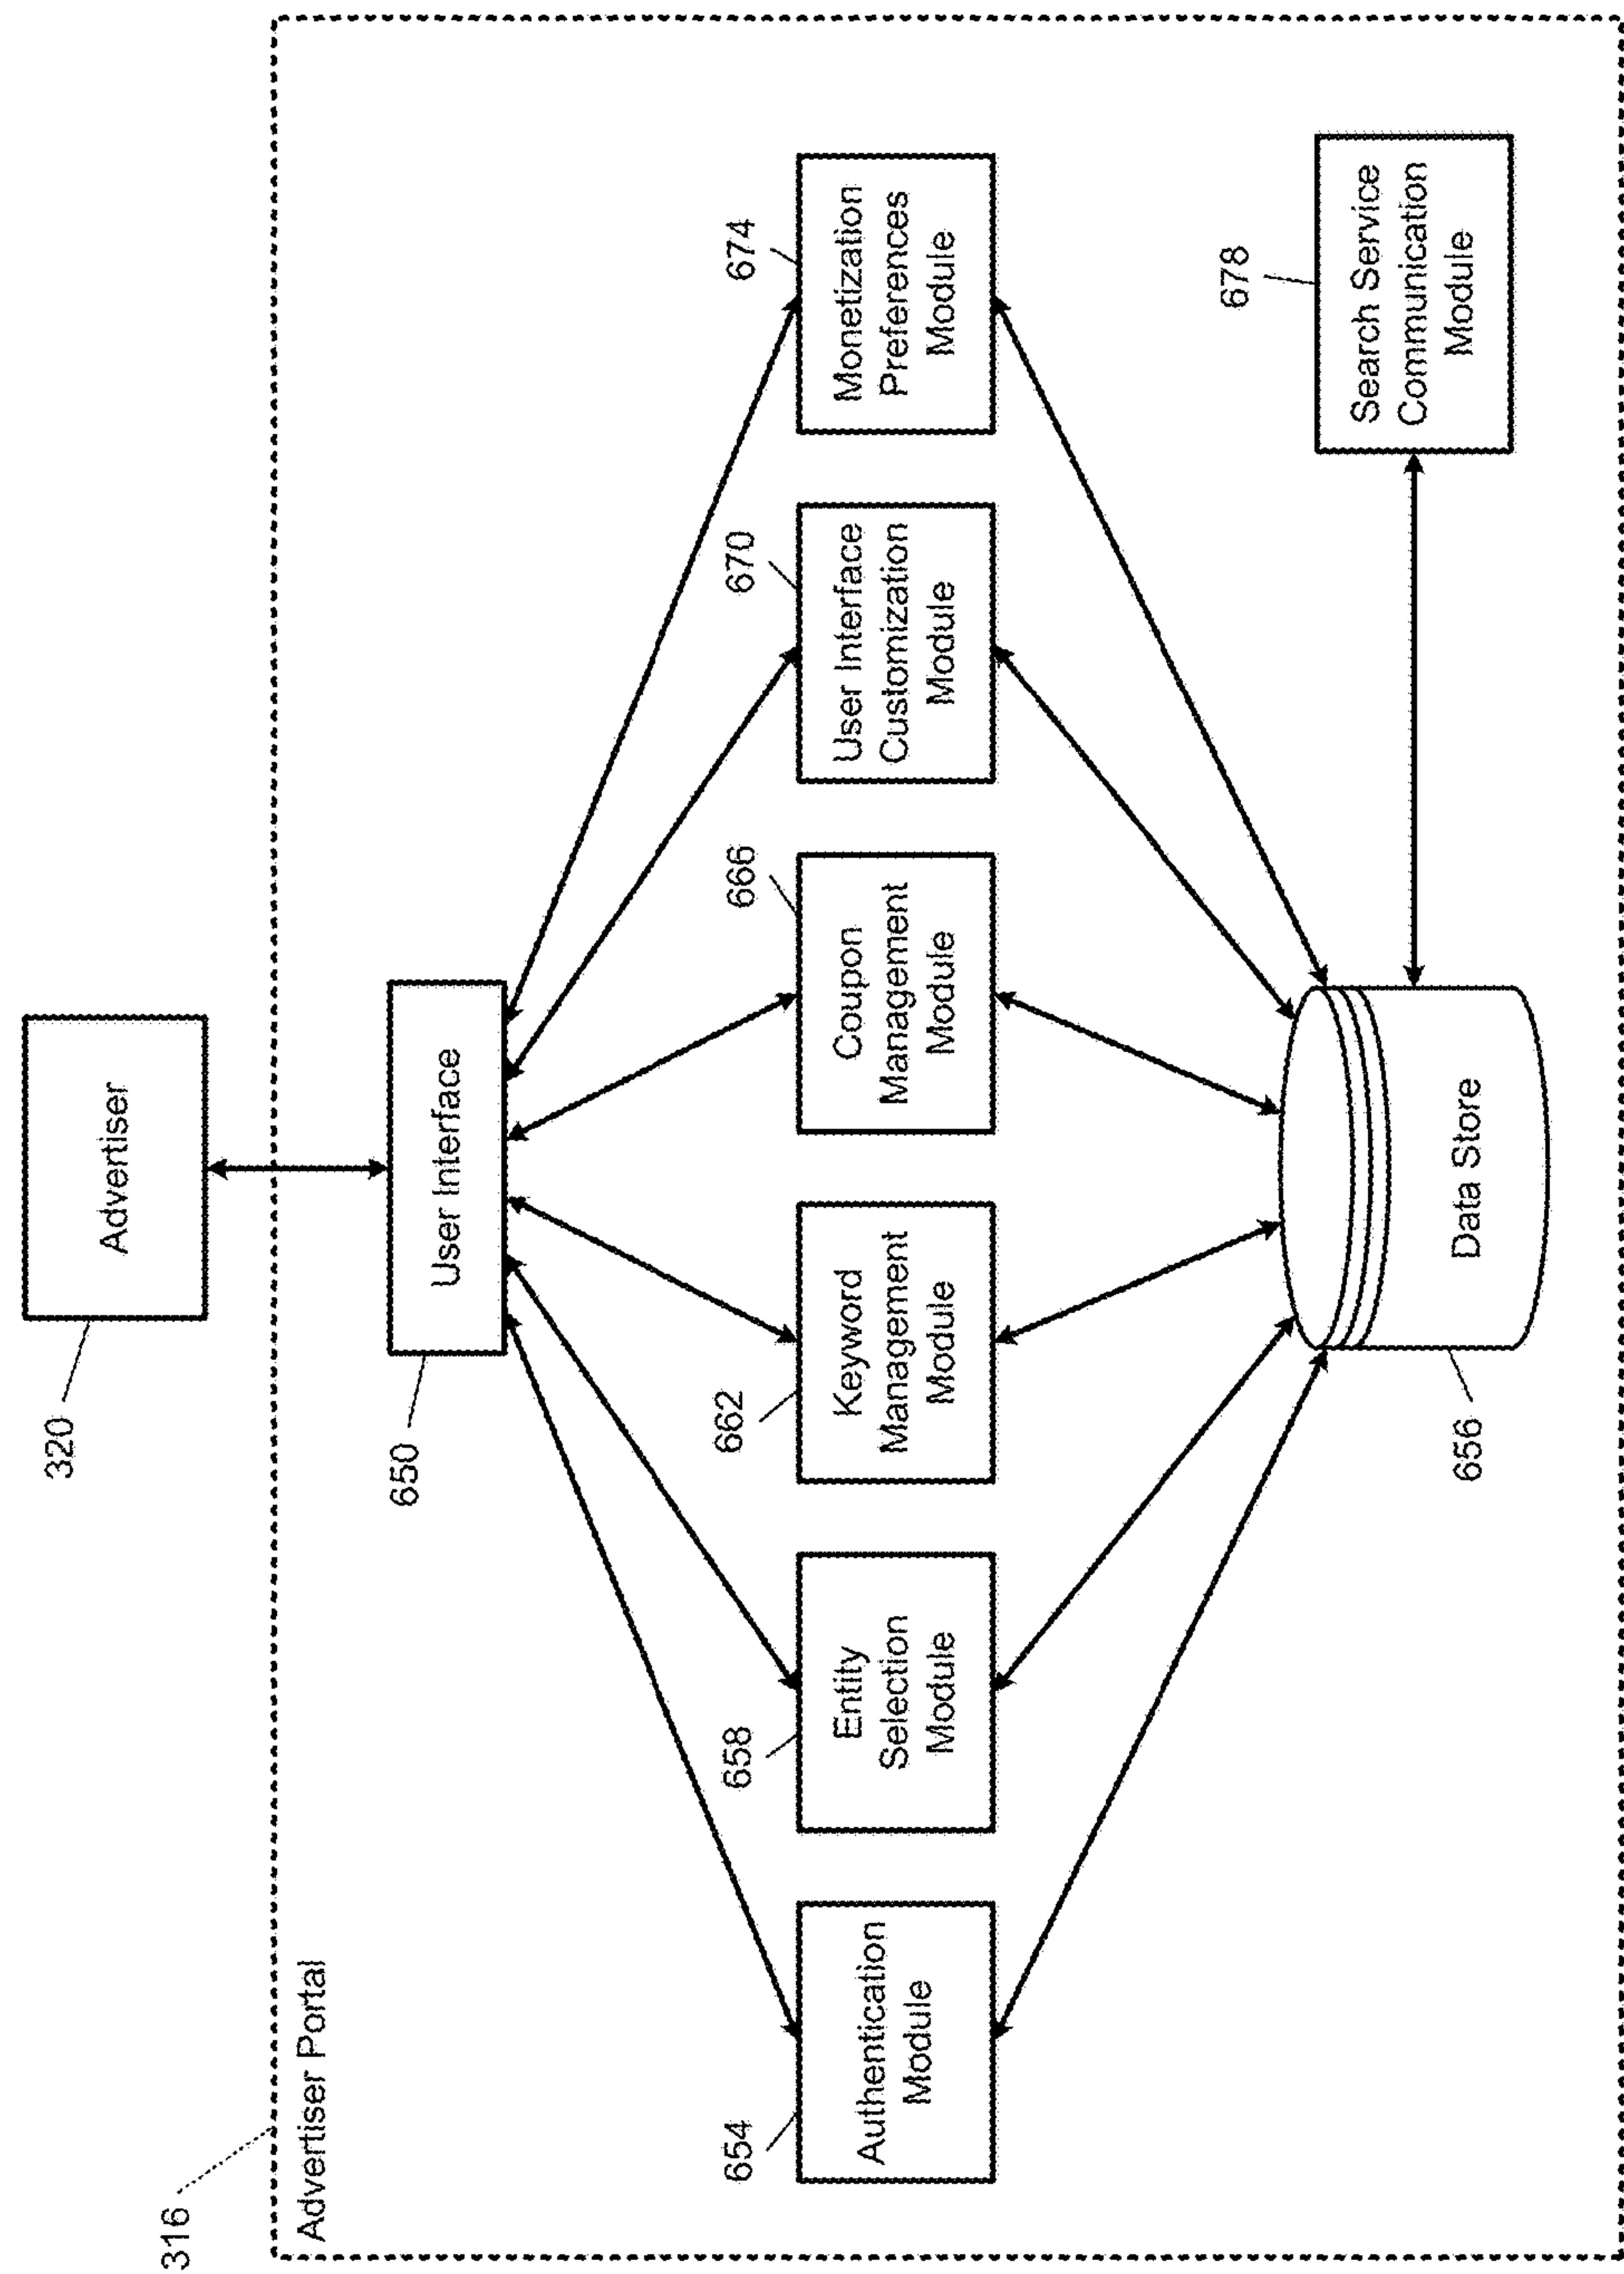 320
Advertiser
316
Advertiser Portal
650
User Interface
654
Authentication
Module
658
Entity
Selection
Module
662
Keyword
Management
Module
666
Coupon
Management
Module
670
User Interface
Customization
Module
674
Monetization
Preferences
Module
656
Data Store
678
Search Service
Communication
Module